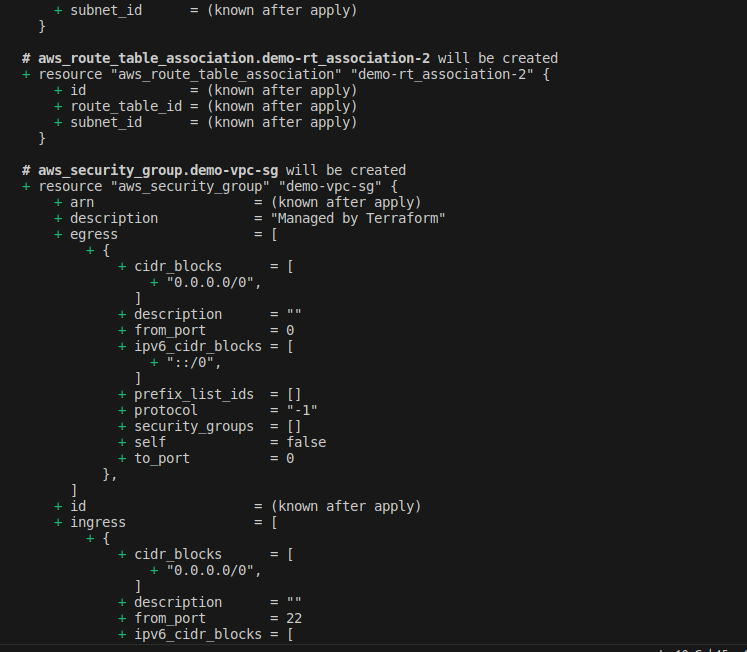 + subnet_id      = (known after apply)
    }

  # aws_route_table_association.demo-rt_association-2 will be created
  + resource "aws_route_table_association" "demo-rt_association-2" {
      + id             = (known after apply)
      + route_table_id = (known after apply)
      + subnet_id      = (known after apply)
    }

  # aws_security_group.demo-vpc-sg will be created
  + resource "aws_security_group" "demo-vpc-sg" {
      + arn                    = (known after apply)
      + description            = "Managed by Terraform"
      + egress                 = [
          + {
              + cidr_blocks      = [
                  + "0.0.0.0/0",
                ]
              + description      = ""
              + from_port        = 0
              + ipv6_cidr_blocks = [
                  + "::/0",
                ]
              + prefix_list_ids  = []
              + protocol         = "-1"
              + security_groups  = []
              + self             = false
              + to_port          = 0
            },
        ]
      + id                     = (known after apply)
      + ingress                = [
          + {
              + cidr_blocks      = [
                  + "0.0.0.0/0",
                ]
              + description      = ""
              + from_port        = 22
              + ipv6_cidr_blocks = [